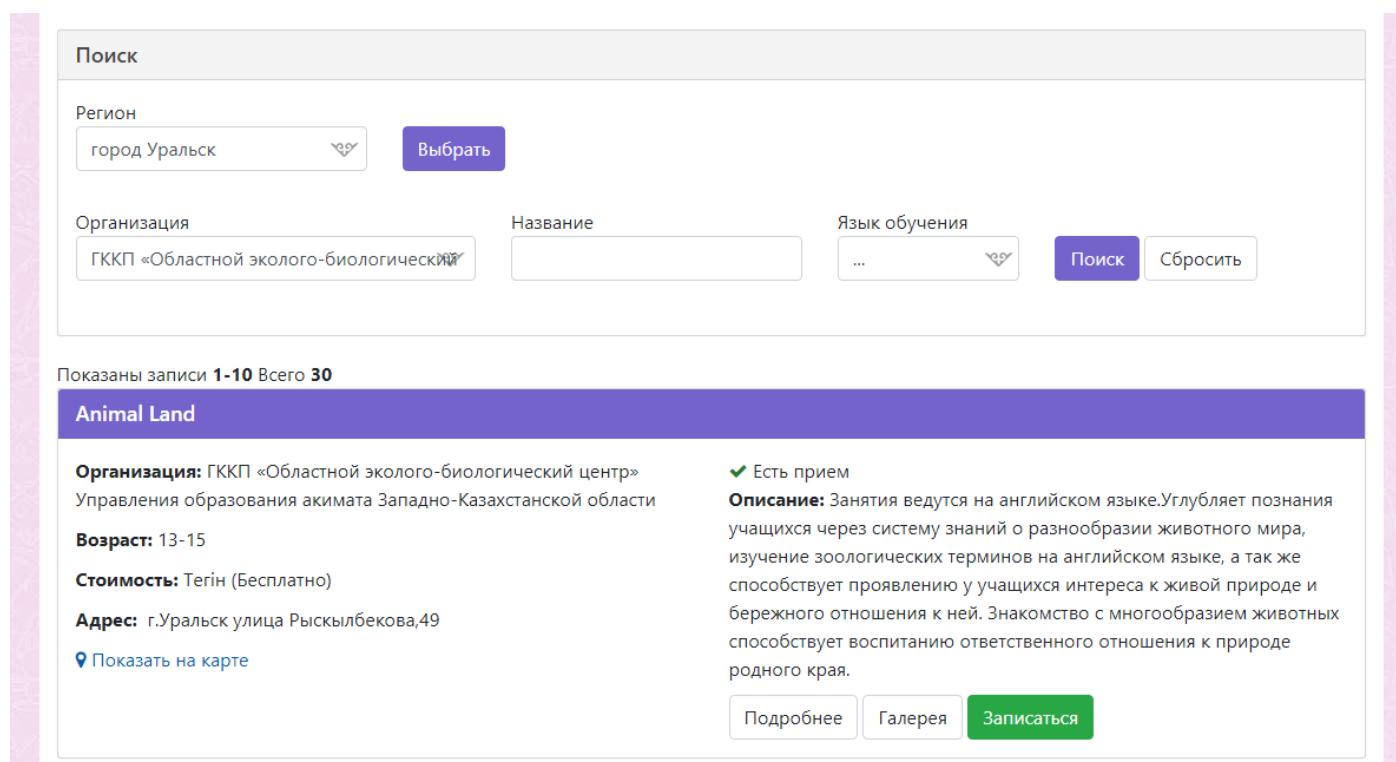 Поиск
Регион
город Уральск
Выбрать
Организация
Название
Язык обучения
ГККП «Областной эколого-биологический
...
Поиск
Сбросить
Показаны записи 1-10 Всего 30
Animal Land
Организация: ГККП «Областной эколого-биологический центр»
Управления образования акимата Западно-Казахстанской области
Возраст: 13-15
Стоимость: Тегін (Бесплатно)
Адрес: г.Уральск улица Рыскылбекова,49
Показать на карте
Есть прием
Описание: Занятия ведутся на английском языке.Углубляет познания
учащихся через систему знаний о разнообразии животного мира,
изучение зоологических терминов на английском языке, а так же
способствует проявлению у учащихся интереса к живой природе и
бережного отношения к ней. Знакомство с многообразием животных
способствует воспитанию ответственного отношения к природе
родного края.
Подробнее
Галерея
Записаться